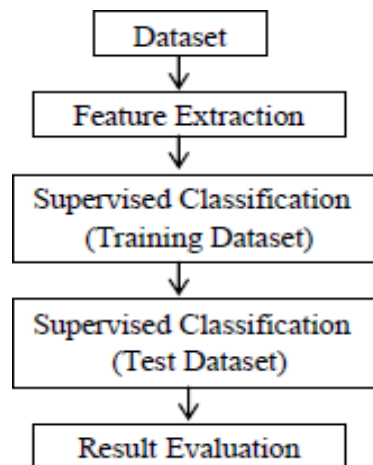 Dataset
Feature Extraction
Supervised Classification
(Training Dataset)
Supervised Classification
(Test Dataset)
Result Evaluation